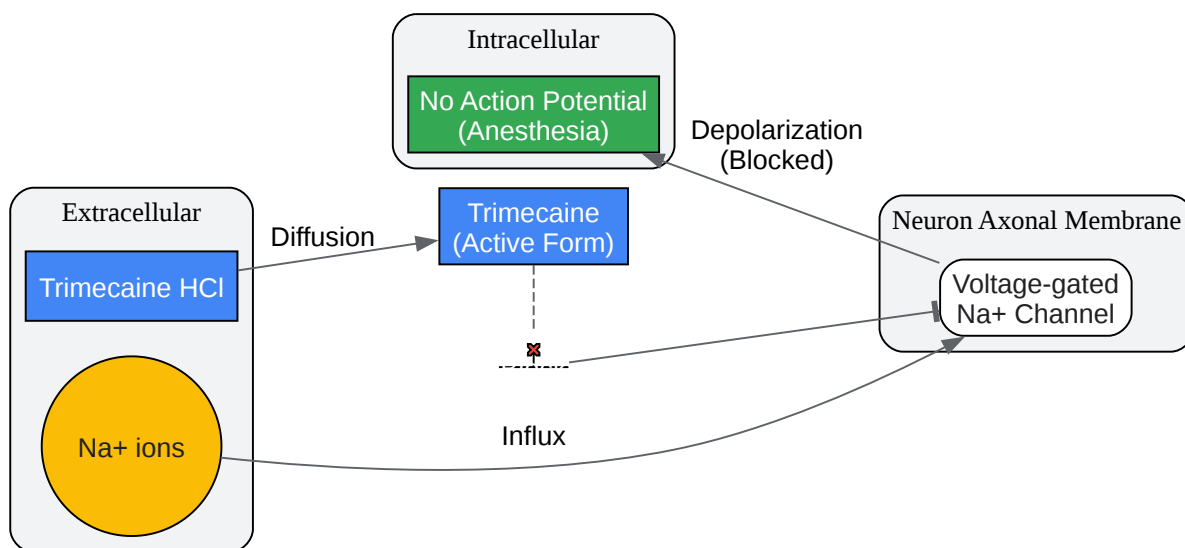 Intracellular
No Action Potential
(Anesthesia)
Depolarization
(Blocked)
Extracellular
Trimecaine
(Active Form)
Neuron Axonal Membrane
Diffusion
Trimecaine HCl
Voltage-gated
Na+ Channel
Influx
Na+ ions